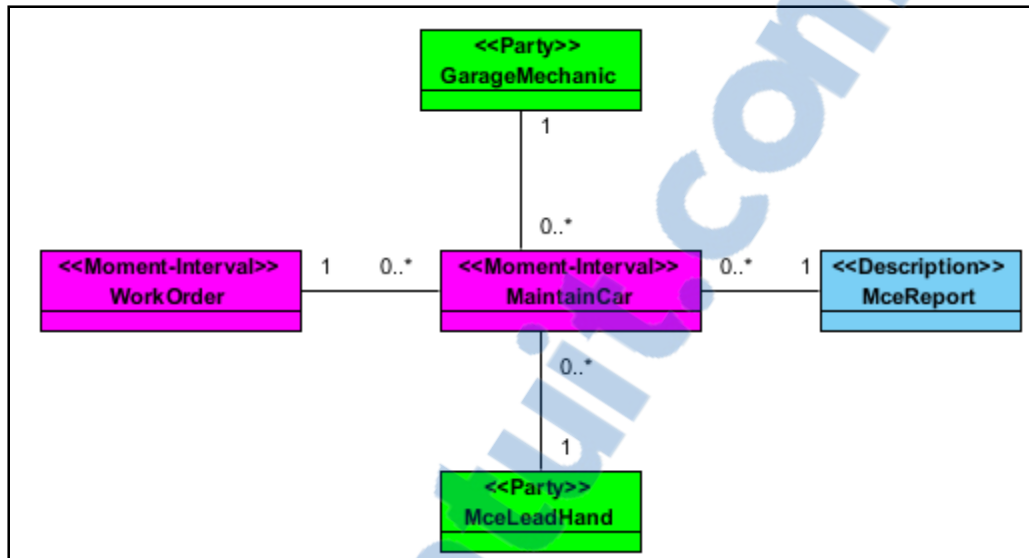 <<Party>>
GarageMechanic
1
0..*
<<Moment-Interval>>
WorkOrder
1
0..*
<<Moment-Interval>>
MaintainCar
0..*
1
<<Description>>
MceReport
0..*
1
<<Party>>
MceLeadHand